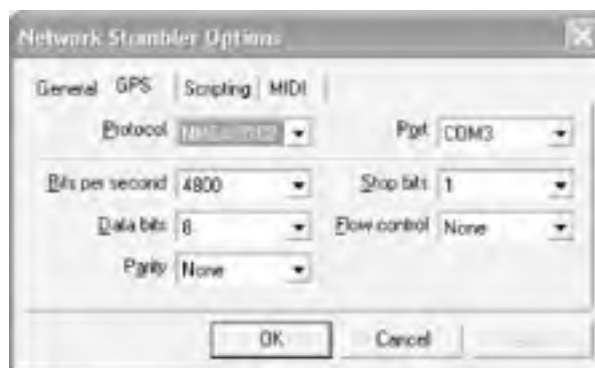 Network Stumbler Options
General GPS Scripting MIDI
Protocol Port COM3
Bits per second 4800 Stop bits 1
Data bits 8 Flow control None
Parity None
OK Cancel